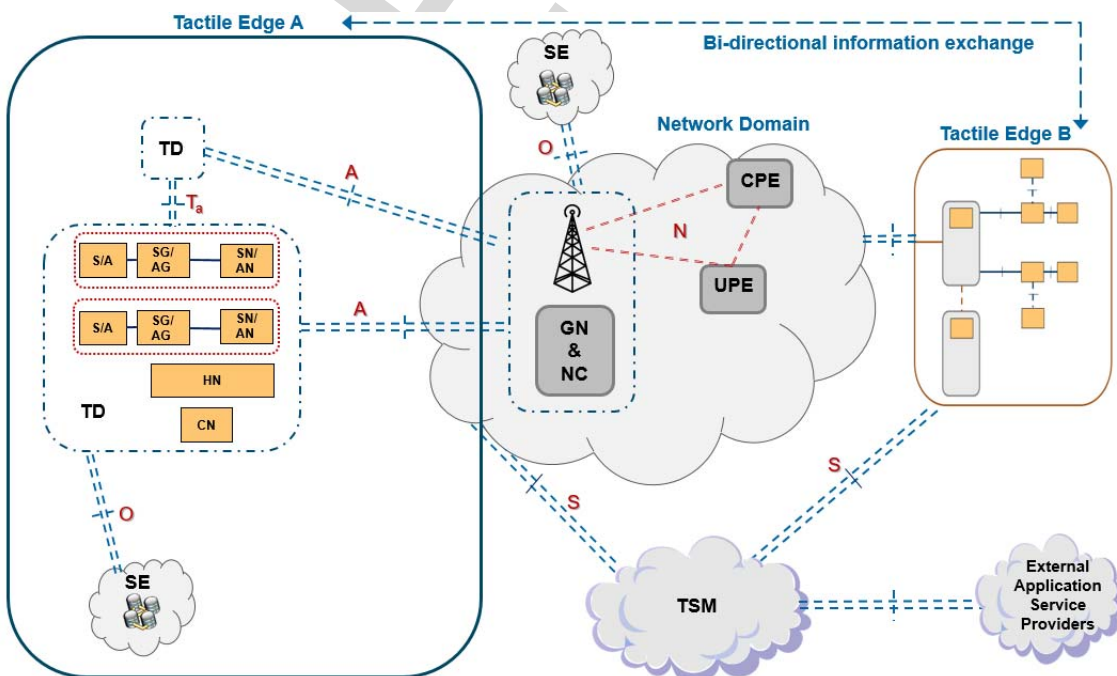 Tactile Edge A
Bi-directional information exchange
SE
Network Domain
Tactile Edge B
TD
A
O
CPE
Ta
N
S/A
SG/
AG
SN/
AN
UPE
S/A
SG/
AG
SN/
AN
A
GN
&
NC
HN
TD
CN
S
S
O
SE
TSM
External
Application
Service
Providers